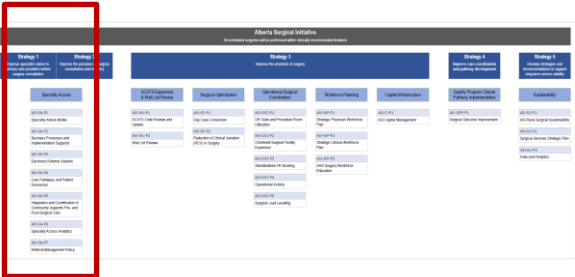 Alberta Surgical Initiative
All scheduled surgeries will be performed within clinically recommended timelines
Strategy 1
Improve specialist advice to
primary care providers before
surgery consultation
Strategy 2
Improve the provision of surgical
consultation and
Strategy 3
Improve the provision of surgery
Strategy 4
Improve care coordination
and pathway development
Strategy 5
Develop strategies and
recommendations to support
long-term service viability
Specialty Access
ACATS Expansion
& Wait List Review
Surgical Optimization
Operational Surgical
Coordination
Workforce Planning
Capital Infrastructure
Quality Program Clinical
Pathway Implementation
Sustainability
Specialty Advice Model
Business Processes and
Implementation Supports
Electronic Referral Solution
Care Pathways and Patient
Resources
Integration and Coordination of
Community Supports Pre- and
Post-Surgical Care
Specialty Access Analytics
Referral Management Policy
ACATS Code Review and
Update
Wait List Review
Day Case Conversion
Reduction of Clinical Variation
(RCV) in Surgery
OR Suite and Procedure Room
Utilization
Chartered Surgical Facility
Expansion
Standardized OR Booking
Operational Activity
Surgical Load Levelling
Strategic Physician Workforce
Plan
Strategic Clinical Workforce
Plan
AHS Surgery Workforce
Education
ASI Capital Management
Surgical Services Improvement
ASI Rural Surgical Sustainability
Surgical Services Strategic Plan
Data and Analytics